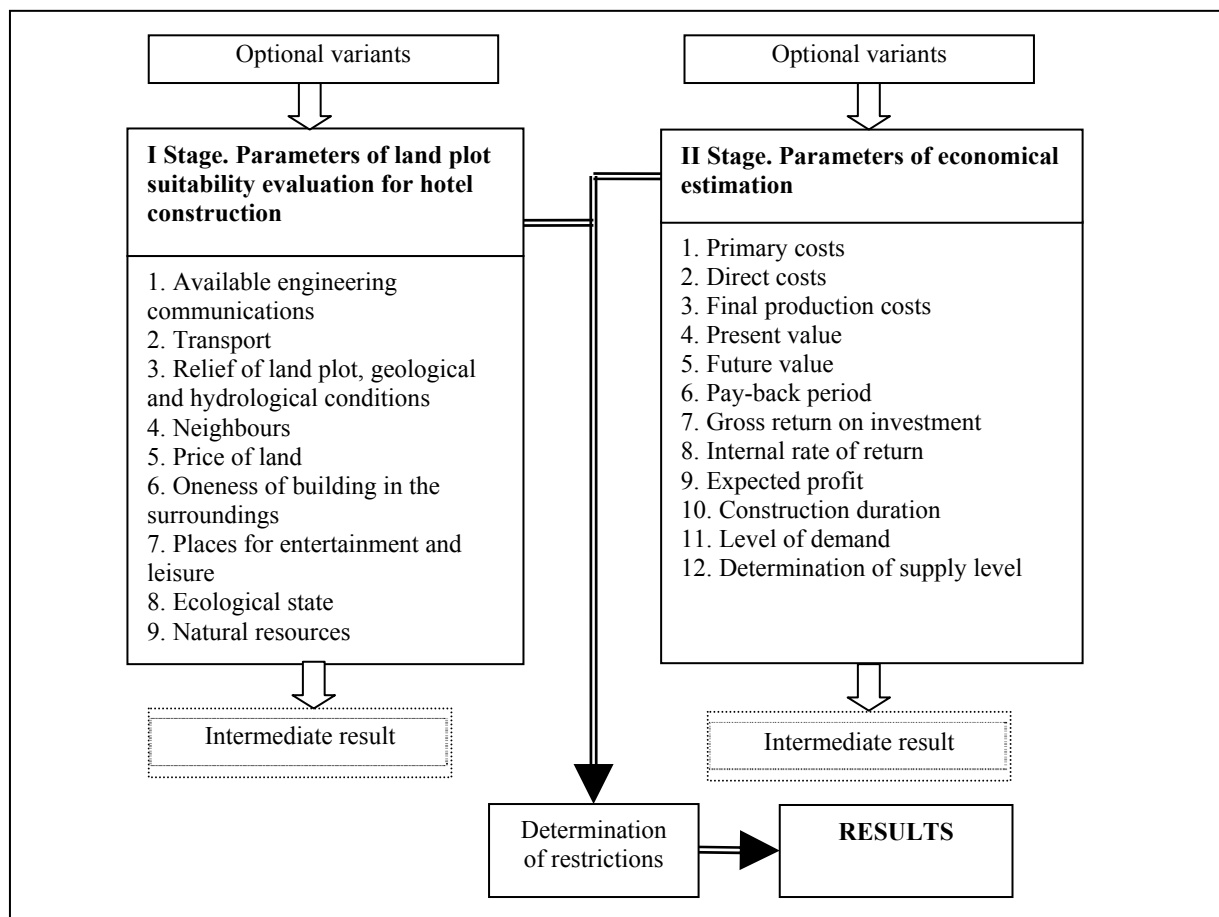 Optional variants
I Stage. Parameters of land plot
suitability evaluation for hotel
construction
1. Available engineering
communications
2. Transport
3. Relief of land plot, geological
and hydrological conditions
4. Neighbours
5. Price of land
6. Oneness of building in the
surroundings
7. Places for entertainment and
leisure
8. Ecological state
9. Natural resources
Intermediate result
Optional variants
II Stage. Parameters of economical
estimation
1. Primary costs
2. Direct costs
3. Final production costs
4. Present value
5. Future value
6. Pay-back period
7. Gross return on investment
8. Internal rate of return
9. Expected profit
10. Construction duration
11. Level of demand
12. Determination of supply level
Intermediate result
Determination
of restrictions
RESULTS